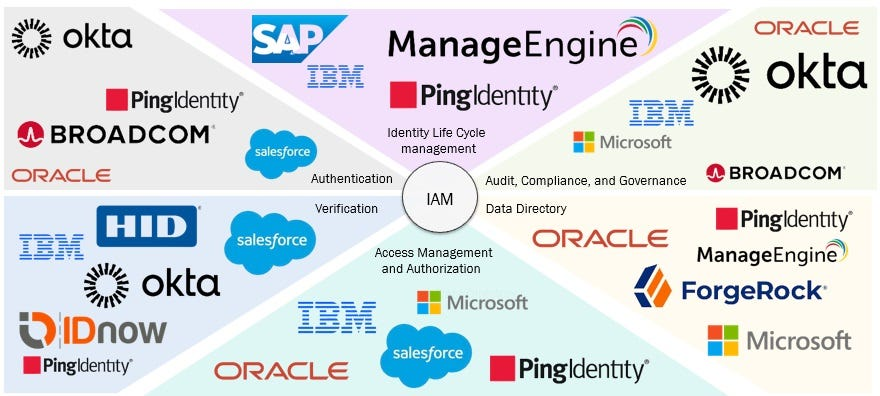 okta
PingIdentity®
BROADCOM®
salesforce
ORACLE
Authentication
SAP
IBM
ManageEngine
PingIdentity®
Identity Life Cycle
management
ORACLE
okta
IBM
Microsoft
BROADCOM®
Audit, Compliance, and Governance
IAM
Verification
HID®
IBM
salesforce
okta
IDnow
PingIdentity®
Access Management
and Authorization
IBM
Microsoft
salesforce
ORACLE
PingIdentity®
Data Directory
PingIdentity®
ORACLE
ManageEngine
ForgeRock®
Microsoft